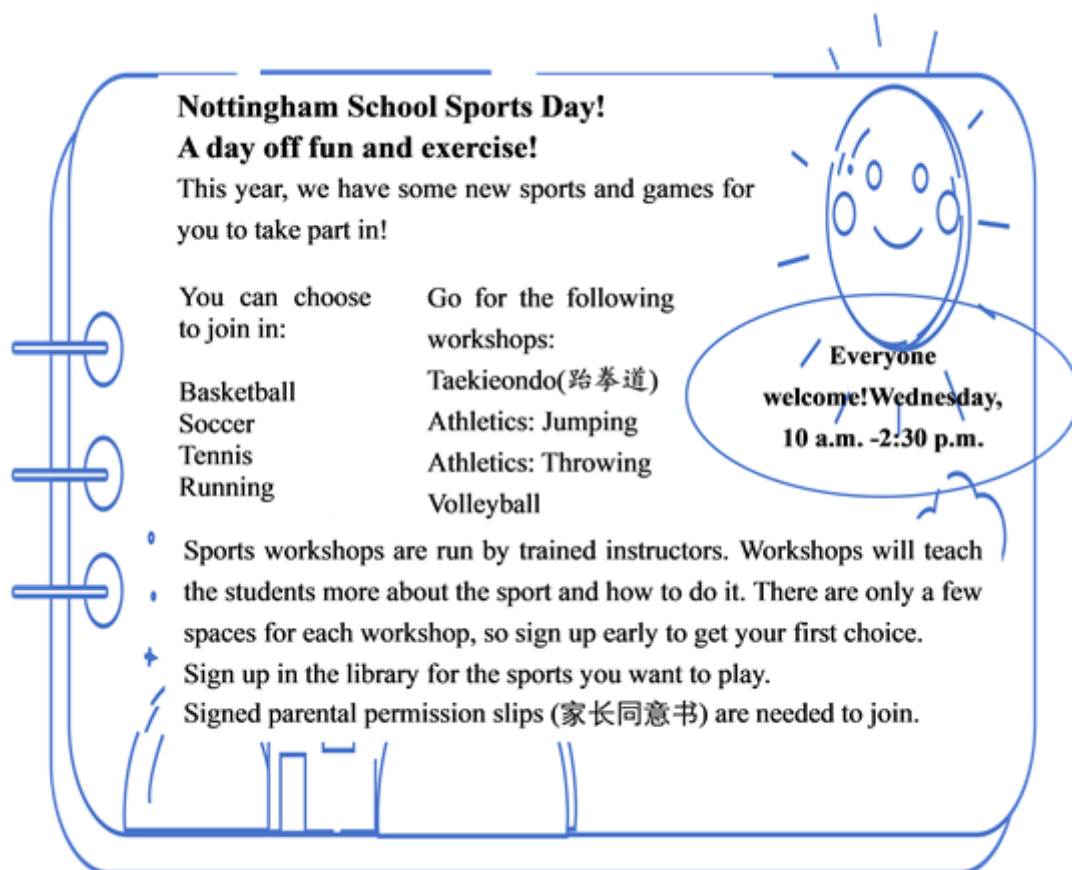 Nottingham School Sports Day!
A day off fun and exercise!
This year, we have some new sports and games for
you to take part in!
You can choose
to join in:
Basketball
Soccer
Tennis
Running
Go for the following
workshops:
Taekieondo(跆拳道)
Athletics: Jumping
Athletics: Throwing
Volleyball
Everyone
welcome!Wednesday,
10 a.m. -2:30 p.m.
Sports workshops are run by trained instructors. Workshops will teach
the students more about the sport and how to do it. There are only a few
spaces for each workshop, so sign up early to get your first choice.
Sign up in the library for the sports you want to play.
Signed parental permission slips (家长同意书) are needed to join.